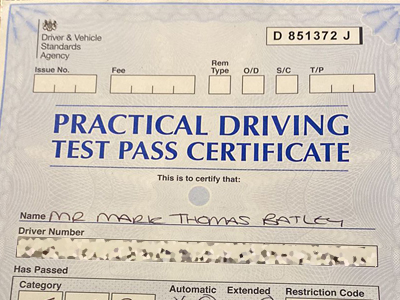 Driver & Vehicle
Standards
Agency
D 851372 J
Issue No. Fee Rem Type O/D S/C T/P
PRACTICAL DRIVING
TEST PASS CERTIFICATE
This is to certify that:
Name MR MARK THOMAS BATLEY
Driver Number
Has Passed
Category Automatic Extended Restriction Code